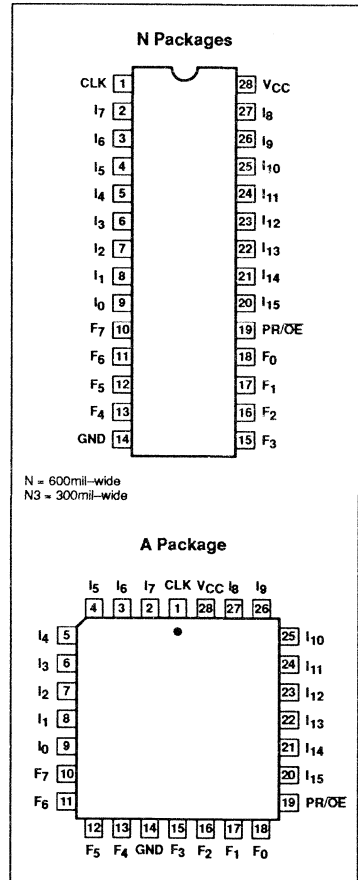 N Packages
CLK 1 28 VCC
I7 2 27 I8
I6 3 26 I9
I5 4 25 I10
I4 5 24 I11
I3 6 23 I12
I2 7 22 I13
I1 8 21 I14
I0 9 20 I15
F7 10 19 PR/OE
F6 11 18 F0
F5 12 17 F1
F4 13 16 F2
GND 14 15 F3
N = 600mil–wide
N3 = 300mil–wide
A Package
I5 I6 I7 CLK VCC I8 I9
4 3 2 1 28 27 26
I4 5 25 I10
I3 6 24 I11
I2 7 23 I12
I1 8 22 I13
I0 9 21 I14
F7 10 20 I15
F6 11 19 PR/OE
12 13 14 15 16 17 18
F5 F4 GND F3 F2 F1 F0